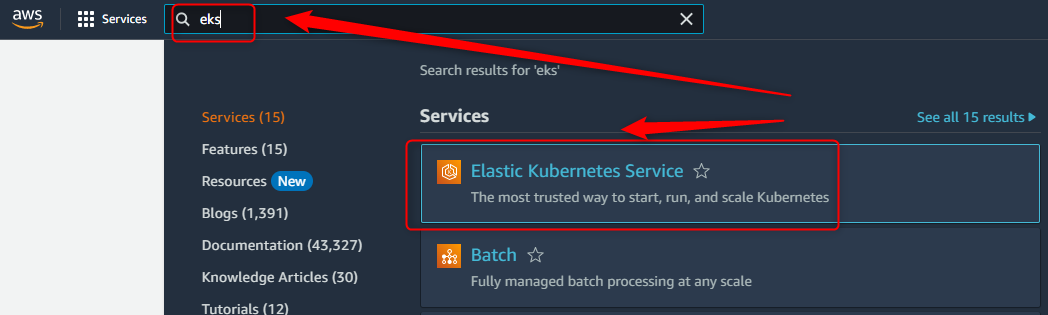 aws
Services
eks
Search results for 'eks'
Services (15)
Features (15)
Resources New
Blogs (1,391)
Documentation (43,327)
Knowledge Articles (30)
Tutorials (12)
Services
See all 15 results
Elastic Kubernetes Service
The most trusted way to start, run, and scale Kubernetes
Batch
Fully managed batch processing at any scale